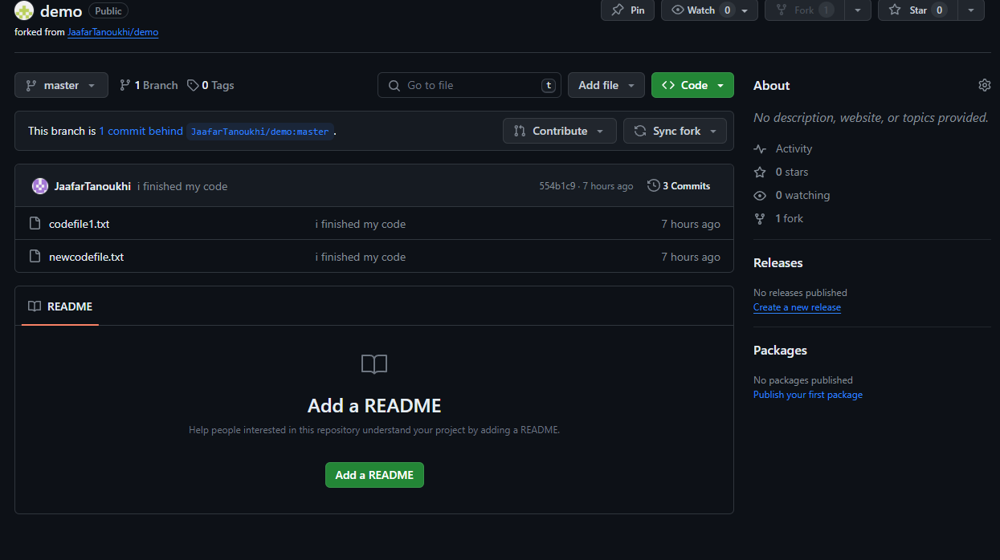 demo Public Pin Watch 0 Fork 1 Star 0
forked from JaafarTanoukhi/demo
master 1 Branch 0 Tags Go to file t Add file Code
This branch is 1 commit behind JaafarTanoukhi/demo:master . Contribute Sync fork
JaafarTanoukhi i finished my code 554b1c9 · 7 hours ago 3 Commits
codefile1.txt i finished my code 7 hours ago
newcodefile.txt i finished my code 7 hours ago
README
Add a README
Help people interested in this repository understand your project by adding a README.
Add a README
About
No description, website, or topics provided.
Activity
0 stars
0 watching
1 fork
Releases
No releases published
Create a new release
Packages
No packages published
Publish your first package